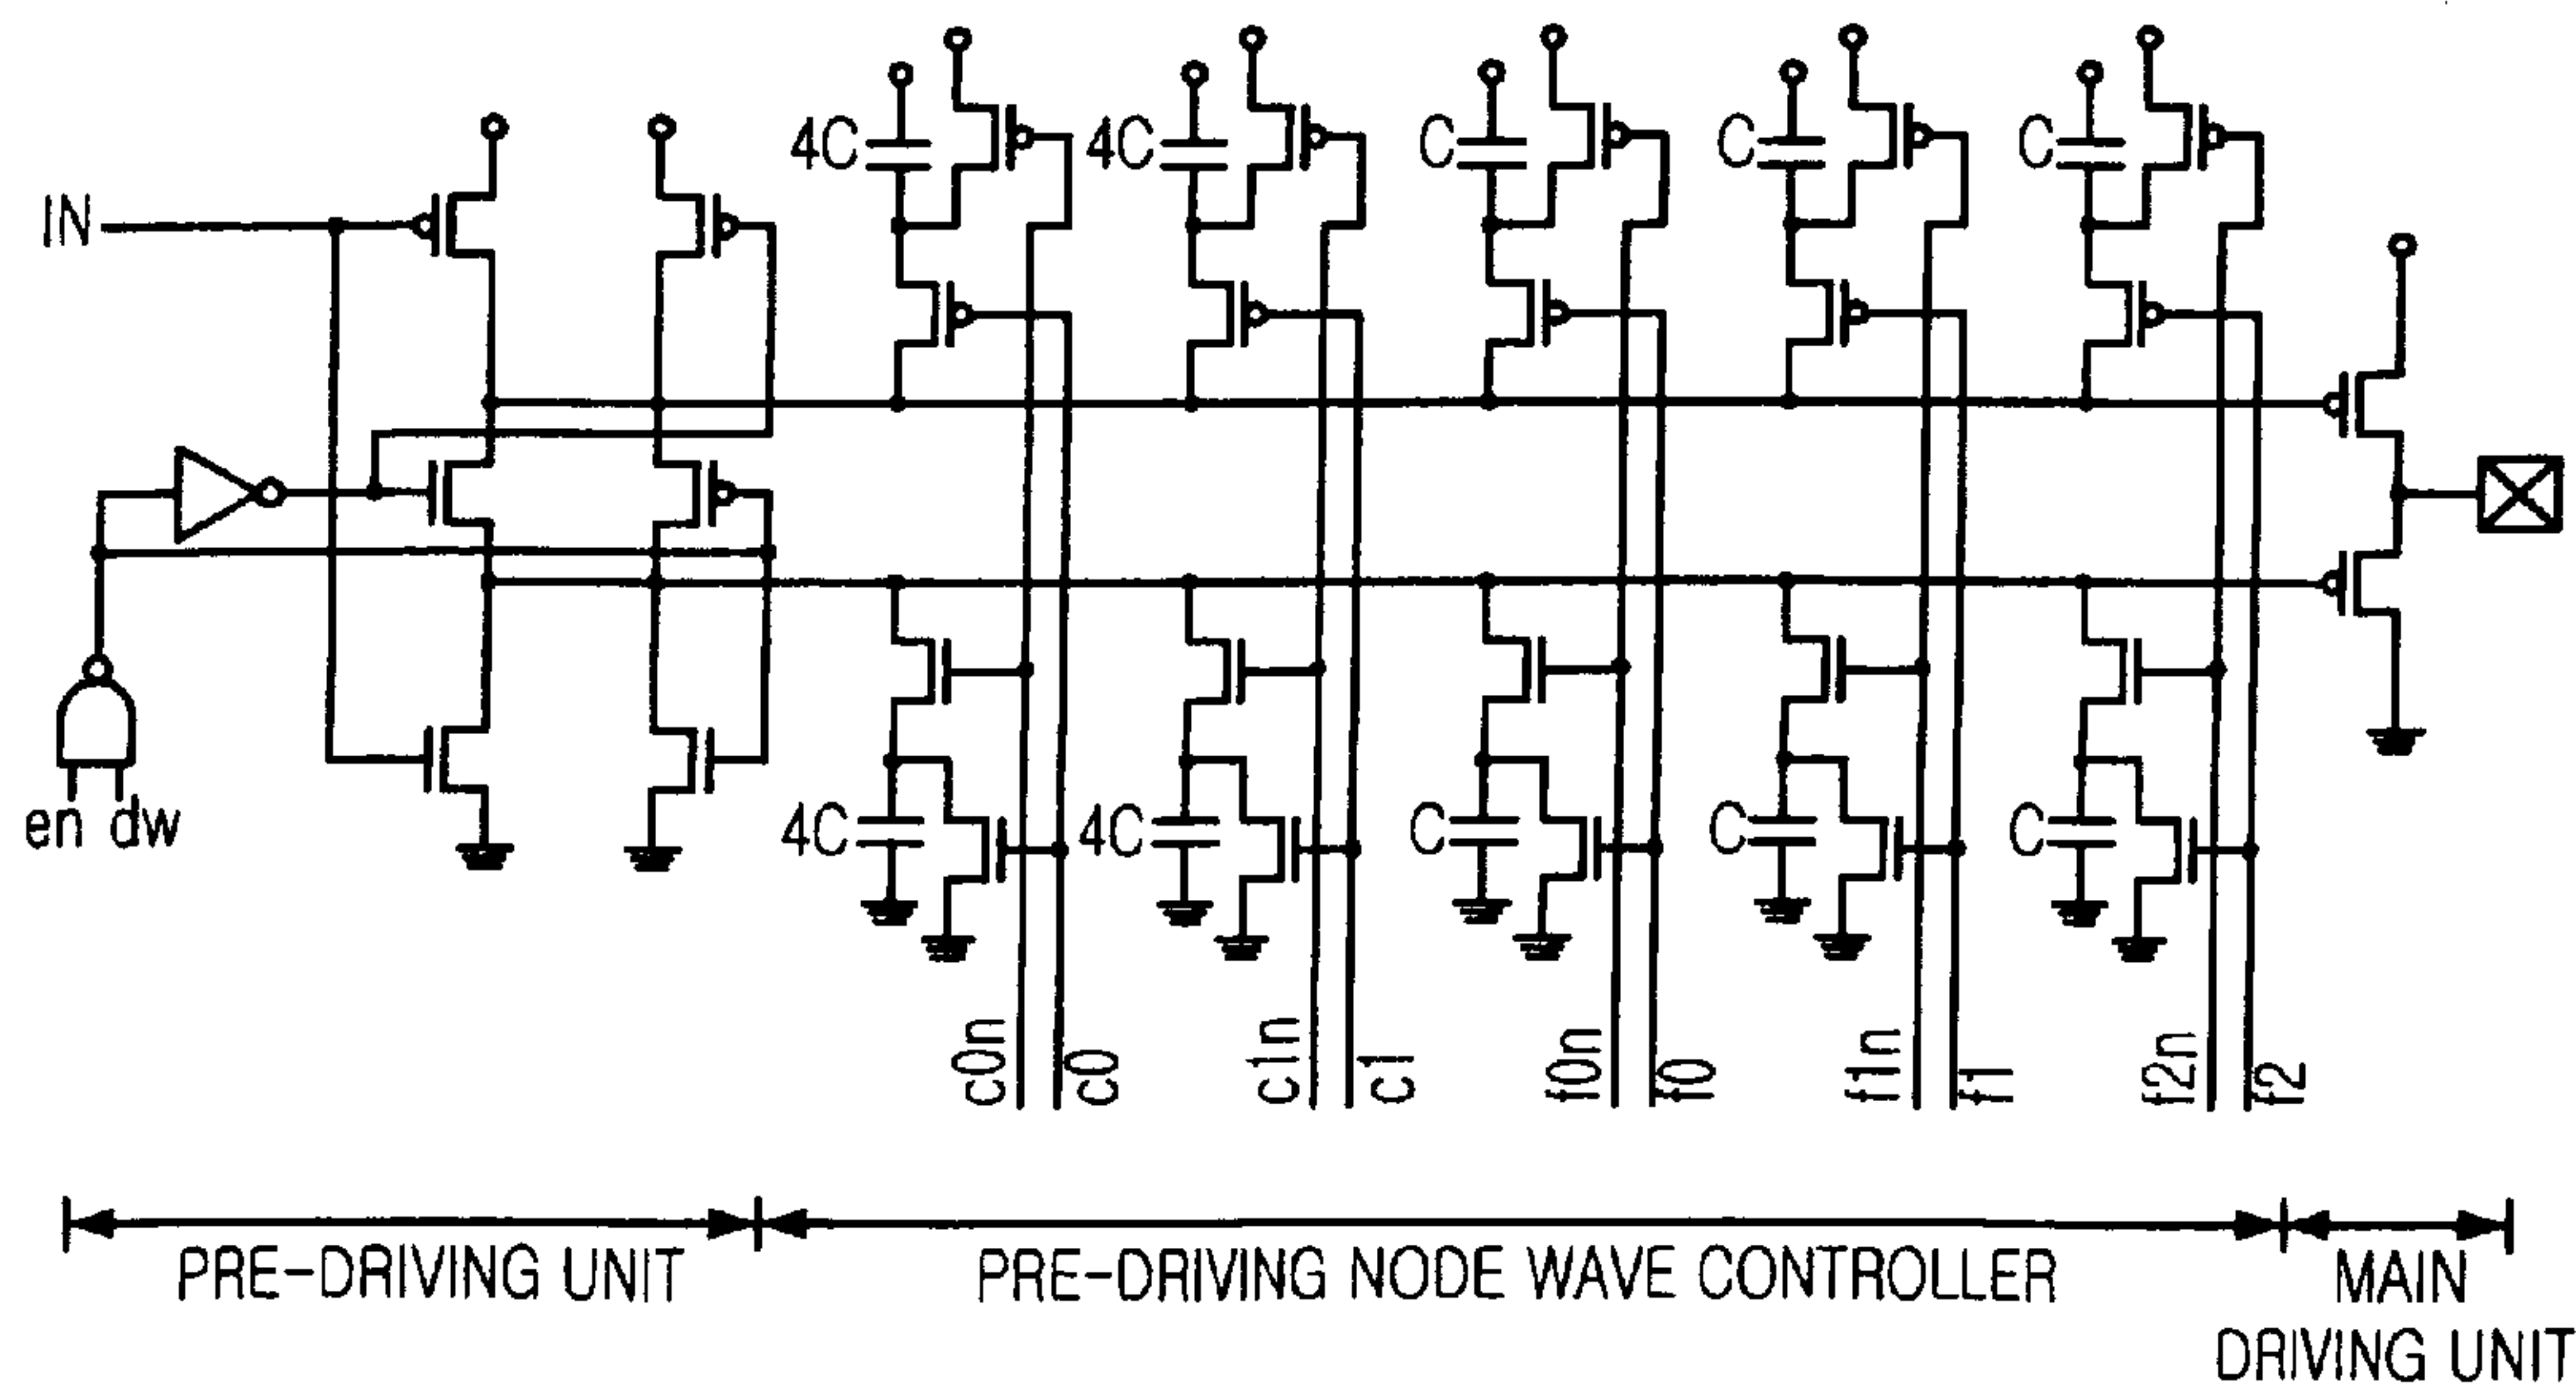 4C
4C
C
C
C
IN
en dw
4C
4C
C
C
C
c0n
c0
c1n
c1
f0n
f0
f1n
f1
f2n
f2
PRE-DRIVING UNIT
PRE-DRIVING NODE WAVE CONTROLLER
MAIN
DRIVING UNIT